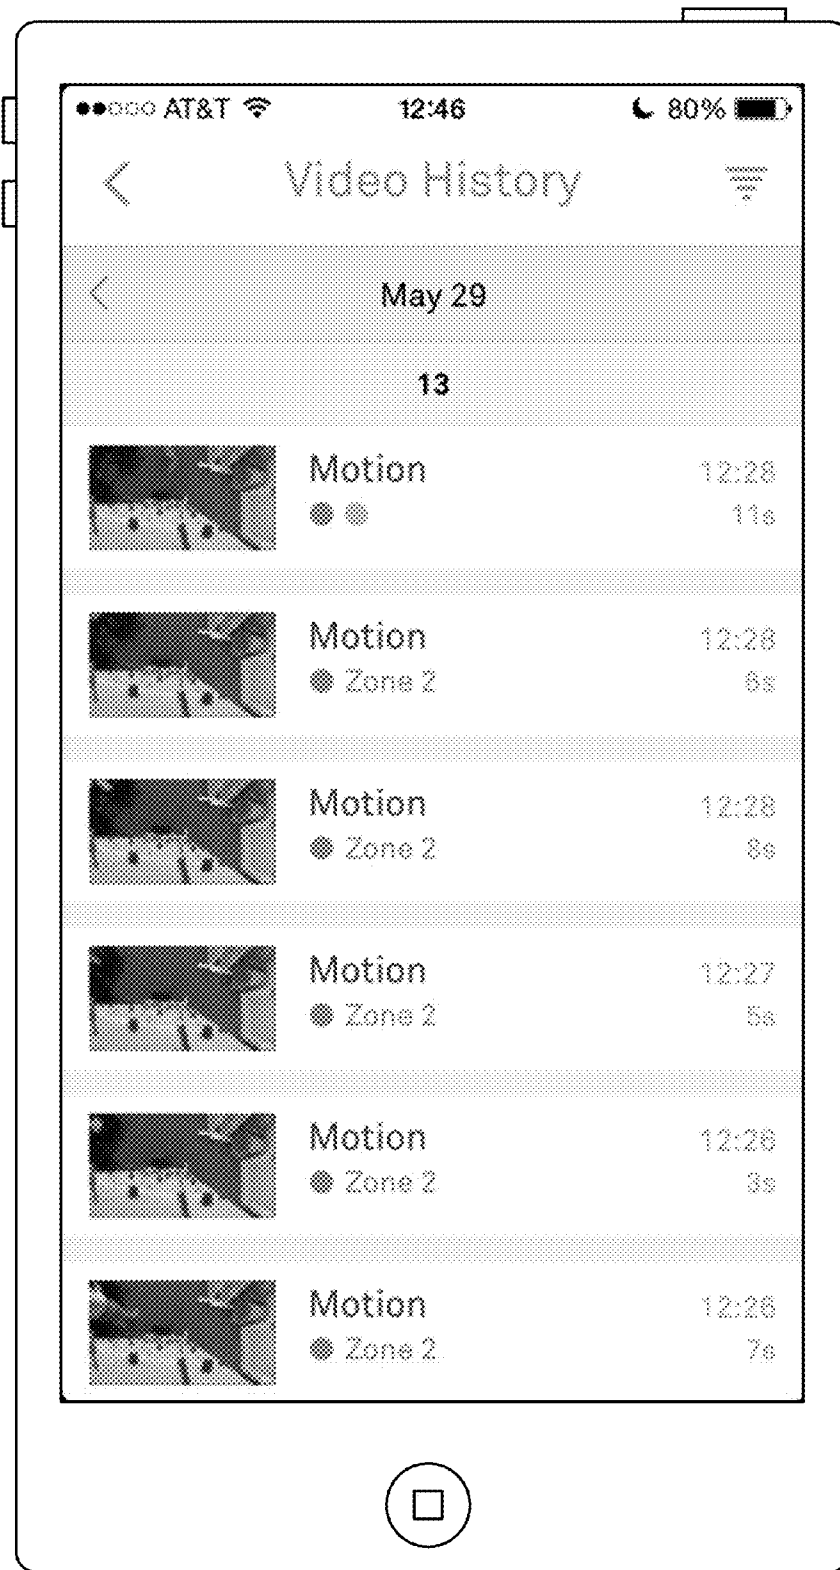 AT&T 12:46 80%
Video History
May 29
13
Motion 12:28
11s
Motion 12:28
Zone 2 6s
Motion 12:28
Zone 2 8s
Motion 12:27
Zone 2 5s
Motion 12:26
Zone 2 3s
Motion 12:26
Zone 2 7s